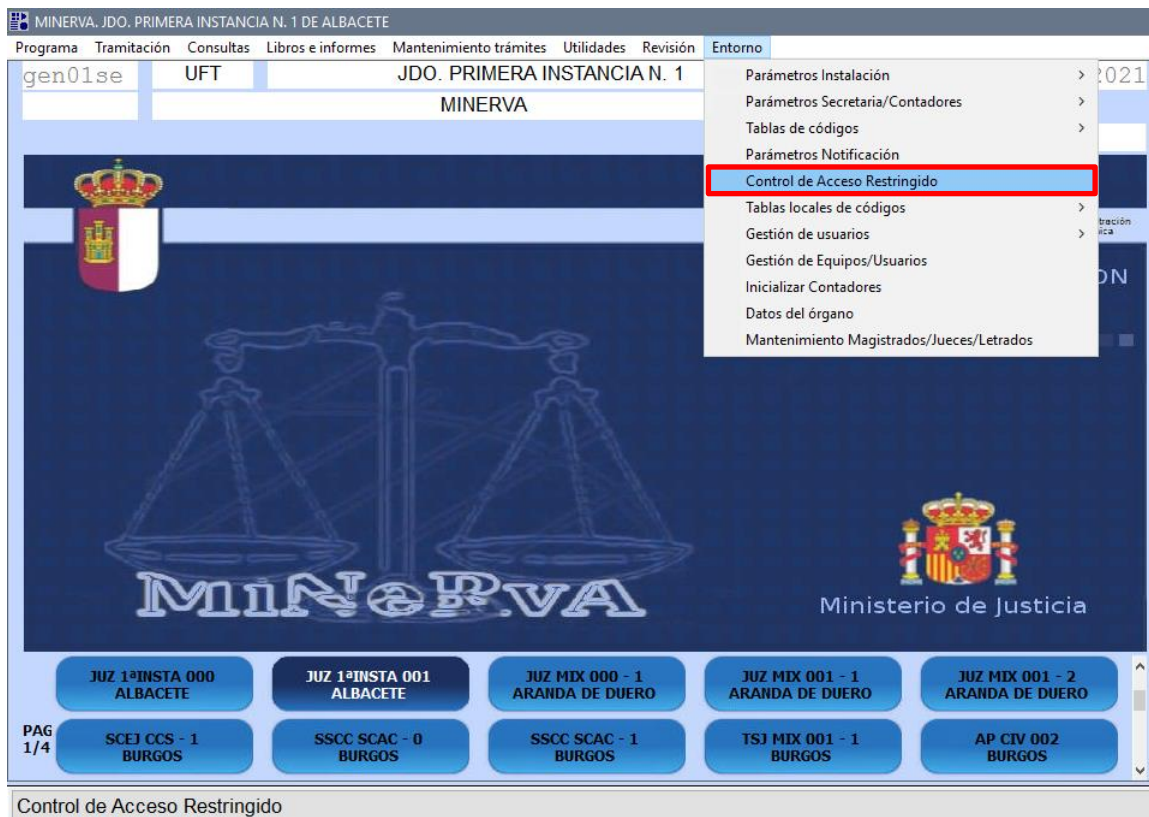 MINERVA. JDO. PRIMERA INSTANCIA N. 1 DE ALBACETE
Programa Tramitación Consultas Libros e informes Mantenimiento trámites Utilidades Revisión Entorno
gen01se UFT JDO. PRIMERA INSTANCIA N. 1
2021
MINERVA
Parámetros Instalación
Parámetros Secretaria/Contadores
Tablas de códigos
Parámetros Notificación
Control de Acceso Restringido
Tablas locales de códigos
Gestión de usuarios
Gestión de Equipos/Usuarios
Inicializar Contadores
Datos del órgano
Mantenimiento Magistrados/Jueces/Letrados
ON
MiNeRvA
Ministerio de Justicia
JUZ 1ªINSTA 000
ALBACETE
JUZ 1ªINSTA 001
ALBACETE
JUZ MIX 000 - 1
ARANDA DE DUERO
JUZ MIX 001 - 1
ARANDA DE DUERO
JUZ MIX 001 - 2
ARANDA DE DUERO
PAG
1/4
SCEJ CCS - 1
BURGOS
SSCC SCAC - 0
BURGOS
SSCC SCAC - 1
BURGOS
TSJ MIX 001 - 1
BURGOS
AP CIV 002
BURGOS
Control de Acceso Restringido